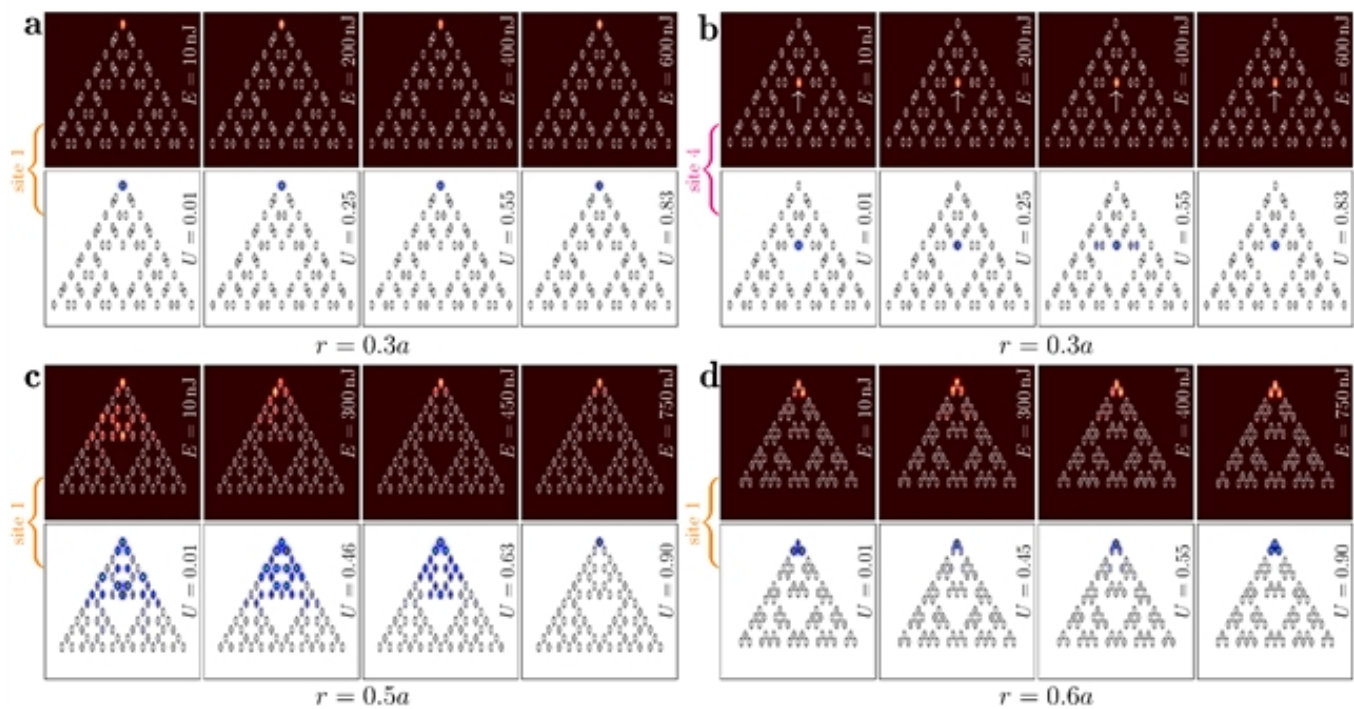 a
E = 10 nJ
E = 200 nJ
E = 400 nJ
E = 600 nJ
site 1
U = 0.01
U = 0.25
U = 0.55
U = 0.83
r = 0.3a
b
E = 10 nJ
E = 200 nJ
E = 400 nJ
E = 600 nJ
site 4
U = 0.01
U = 0.25
U = 0.55
U = 0.83
r = 0.3a
c
E = 10 nJ
E = 300 nJ
E = 450 nJ
E = 750 nJ
site 1
U = 0.01
U = 0.46
U = 0.63
U = 0.90
r = 0.5a
d
E = 10 nJ
E = 300 nJ
E = 400 nJ
E = 750 nJ
site 1
U = 0.01
U = 0.45
U = 0.55
U = 0.90
r = 0.6a